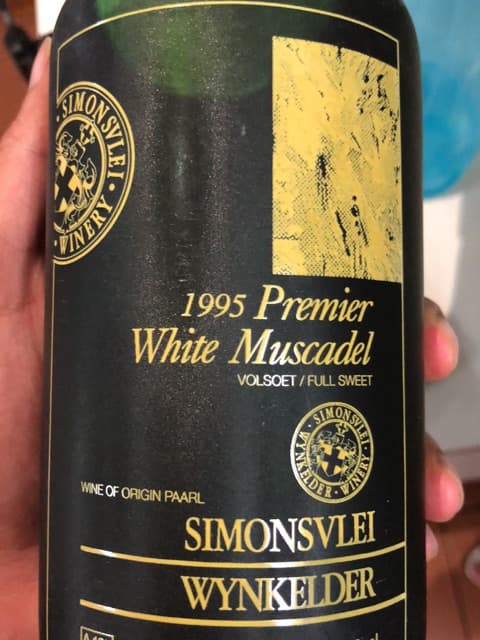 SIMONSVLEI
WINERY
1995 Premier
White Muscadel
VOLSOET / FULL SWEET
SIMONSVLEI
WYNKELDER · WINERY
WINE OF ORIGIN PAARL
SIMONSVLEI
WYNKELDER